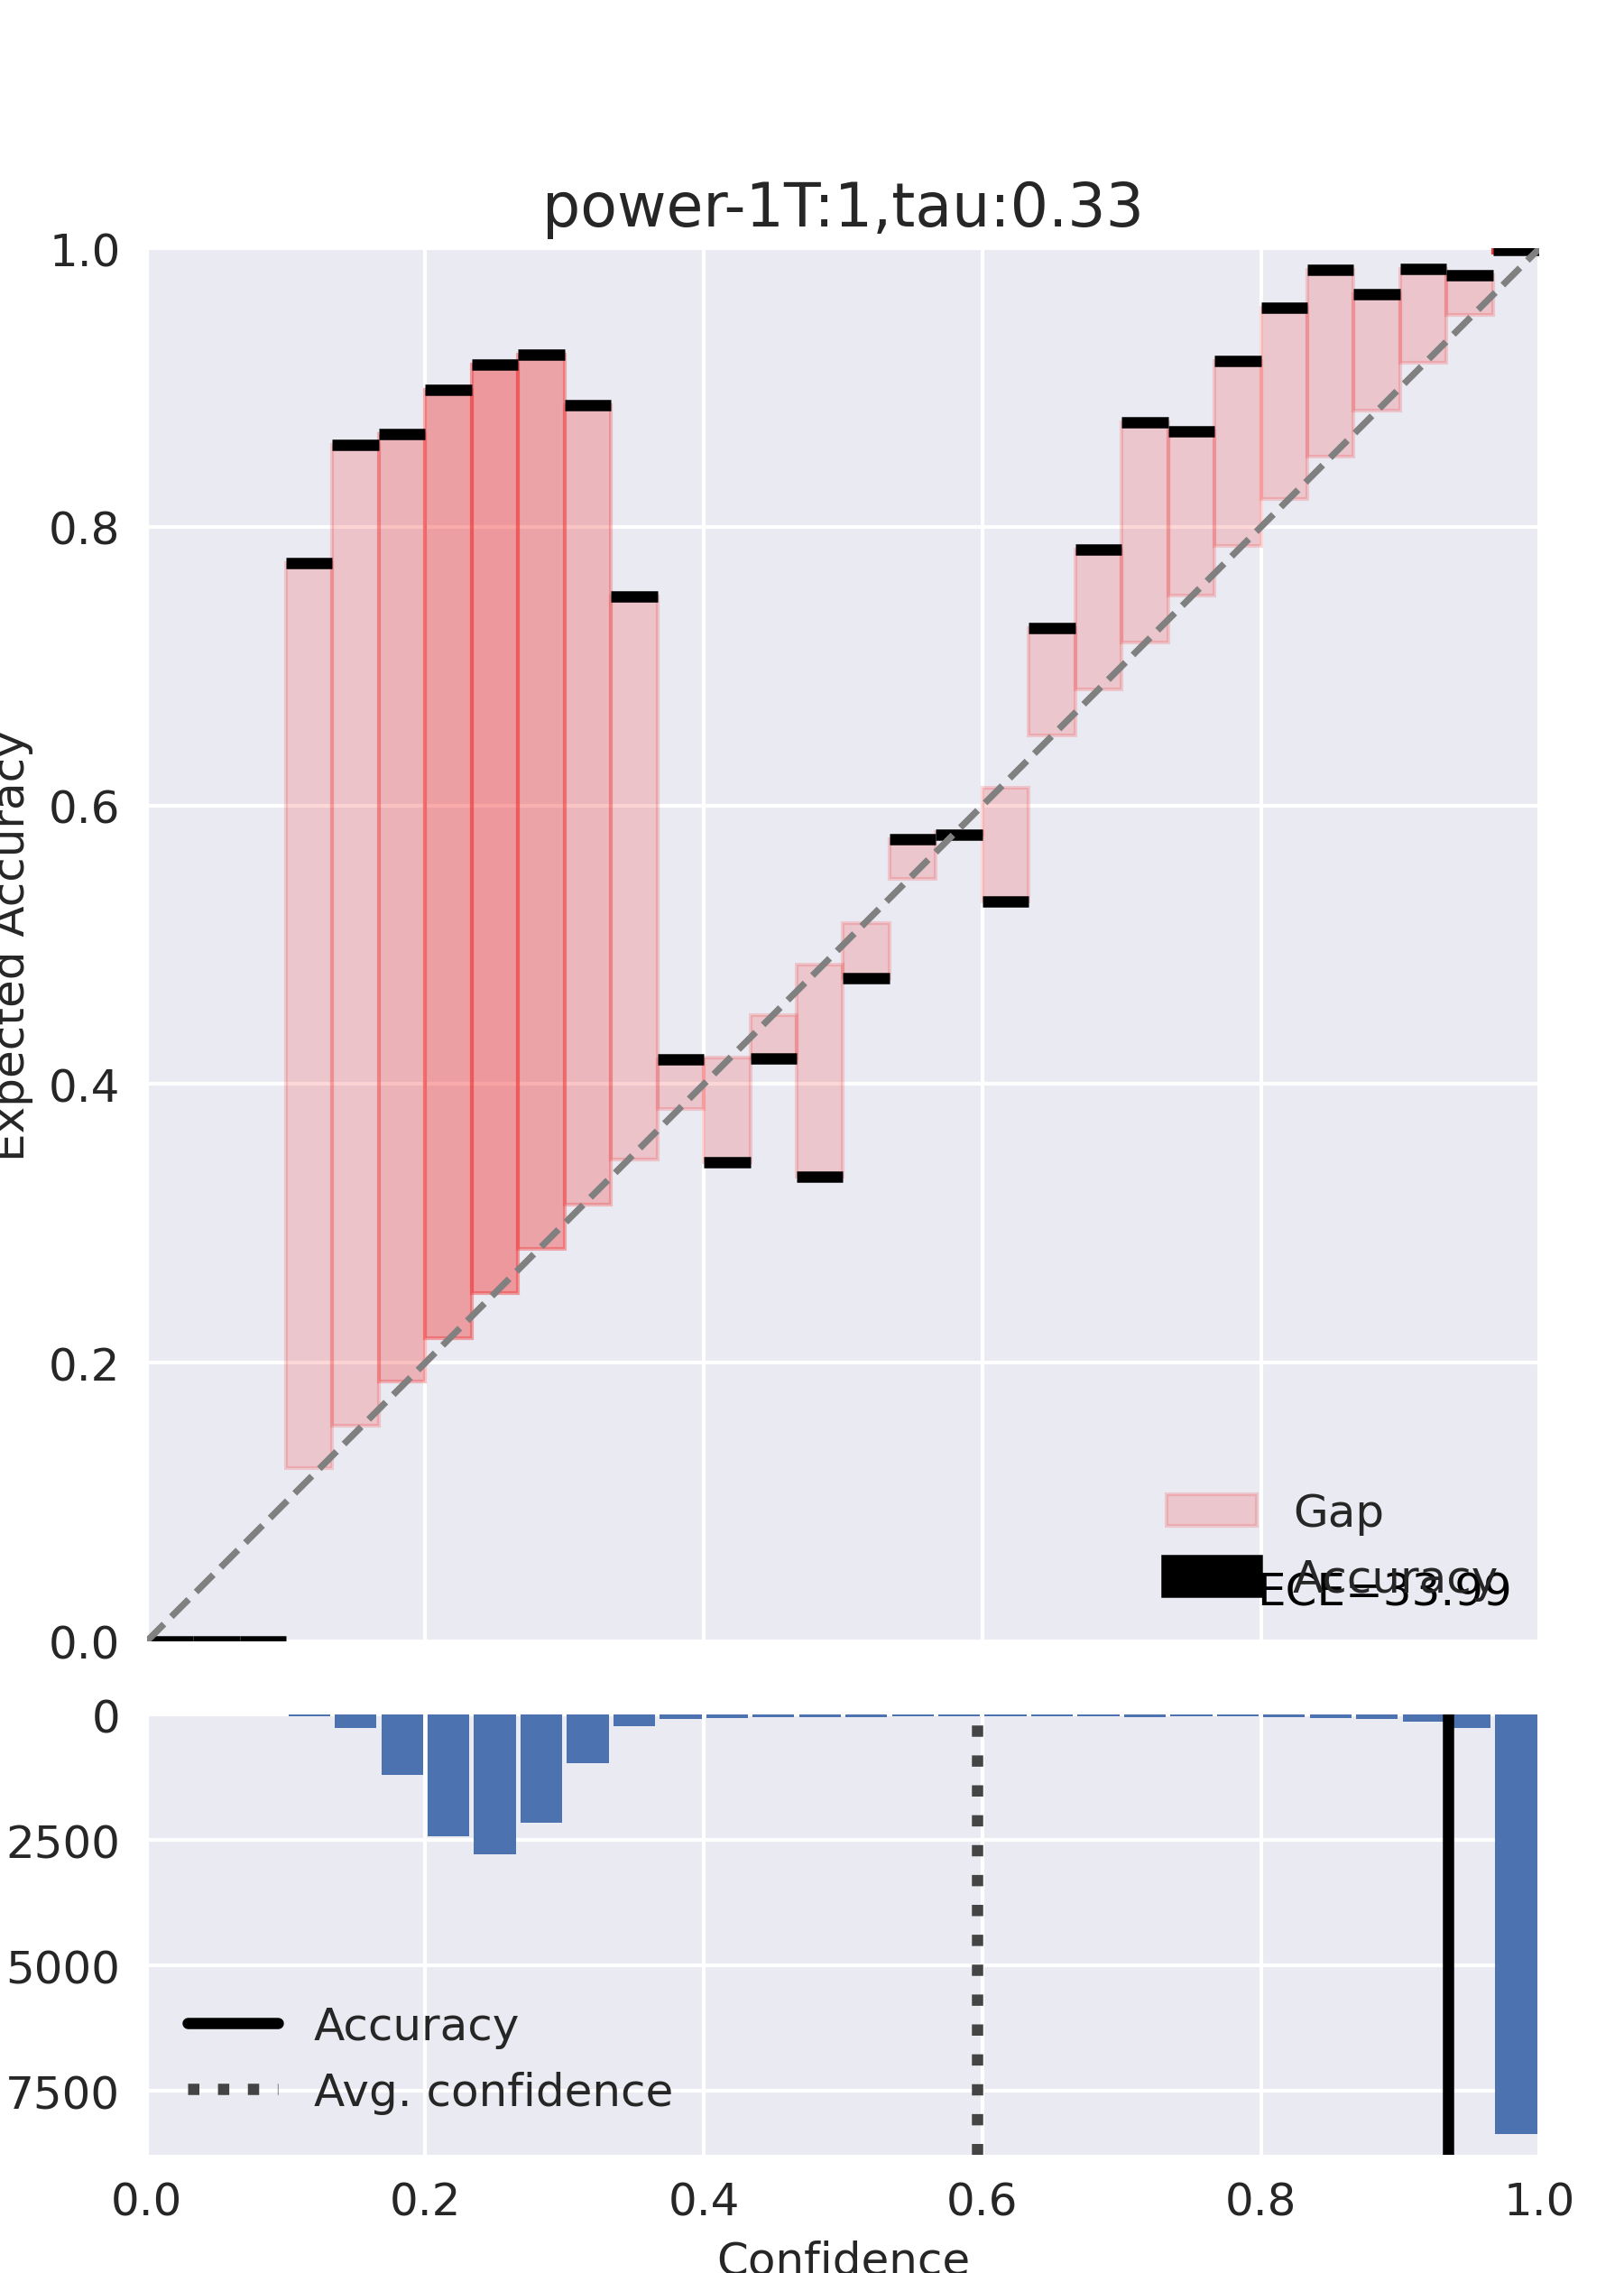 power-1T:1,tau:0.33
1.0
0.8
0.6
0.4
0.2
0.0
Expected Accuracy
Gap
Accuracy
ECE=33.99
0
2500
5000
7500
Accuracy
Avg. confidence
0.0 0.2 0.4 0.6 0.8 1.0
Confidence